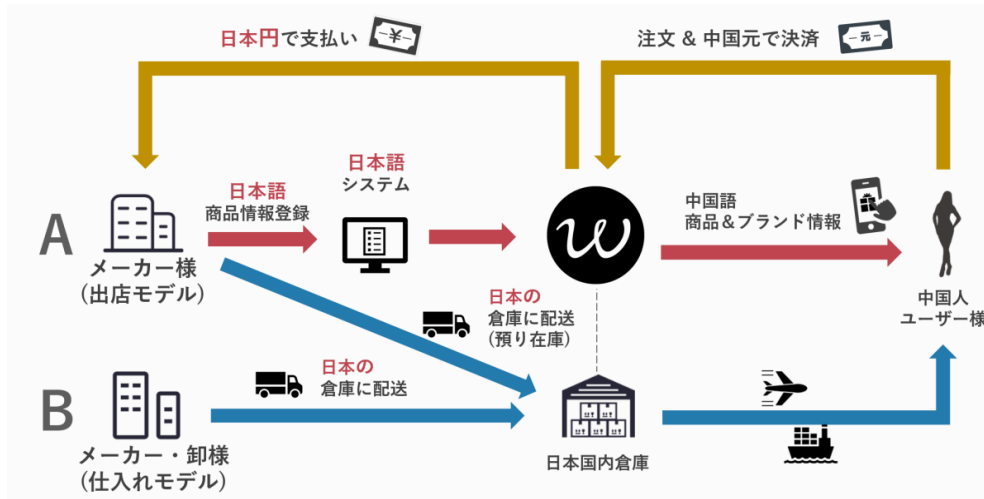 日本円で支払い
¥
注文 & 中国元で決済
元
A
日本語
商品情報登録
日本語
システム
w
中国語
商品&ブランド情報
メーカー様
(出店モデル)
日本の
倉庫に配送
(預り在庫)
中国人
ユーザー様
B
日本の
倉庫に配送
メーカー・卸様
(仕入れモデル)
日本国内倉庫